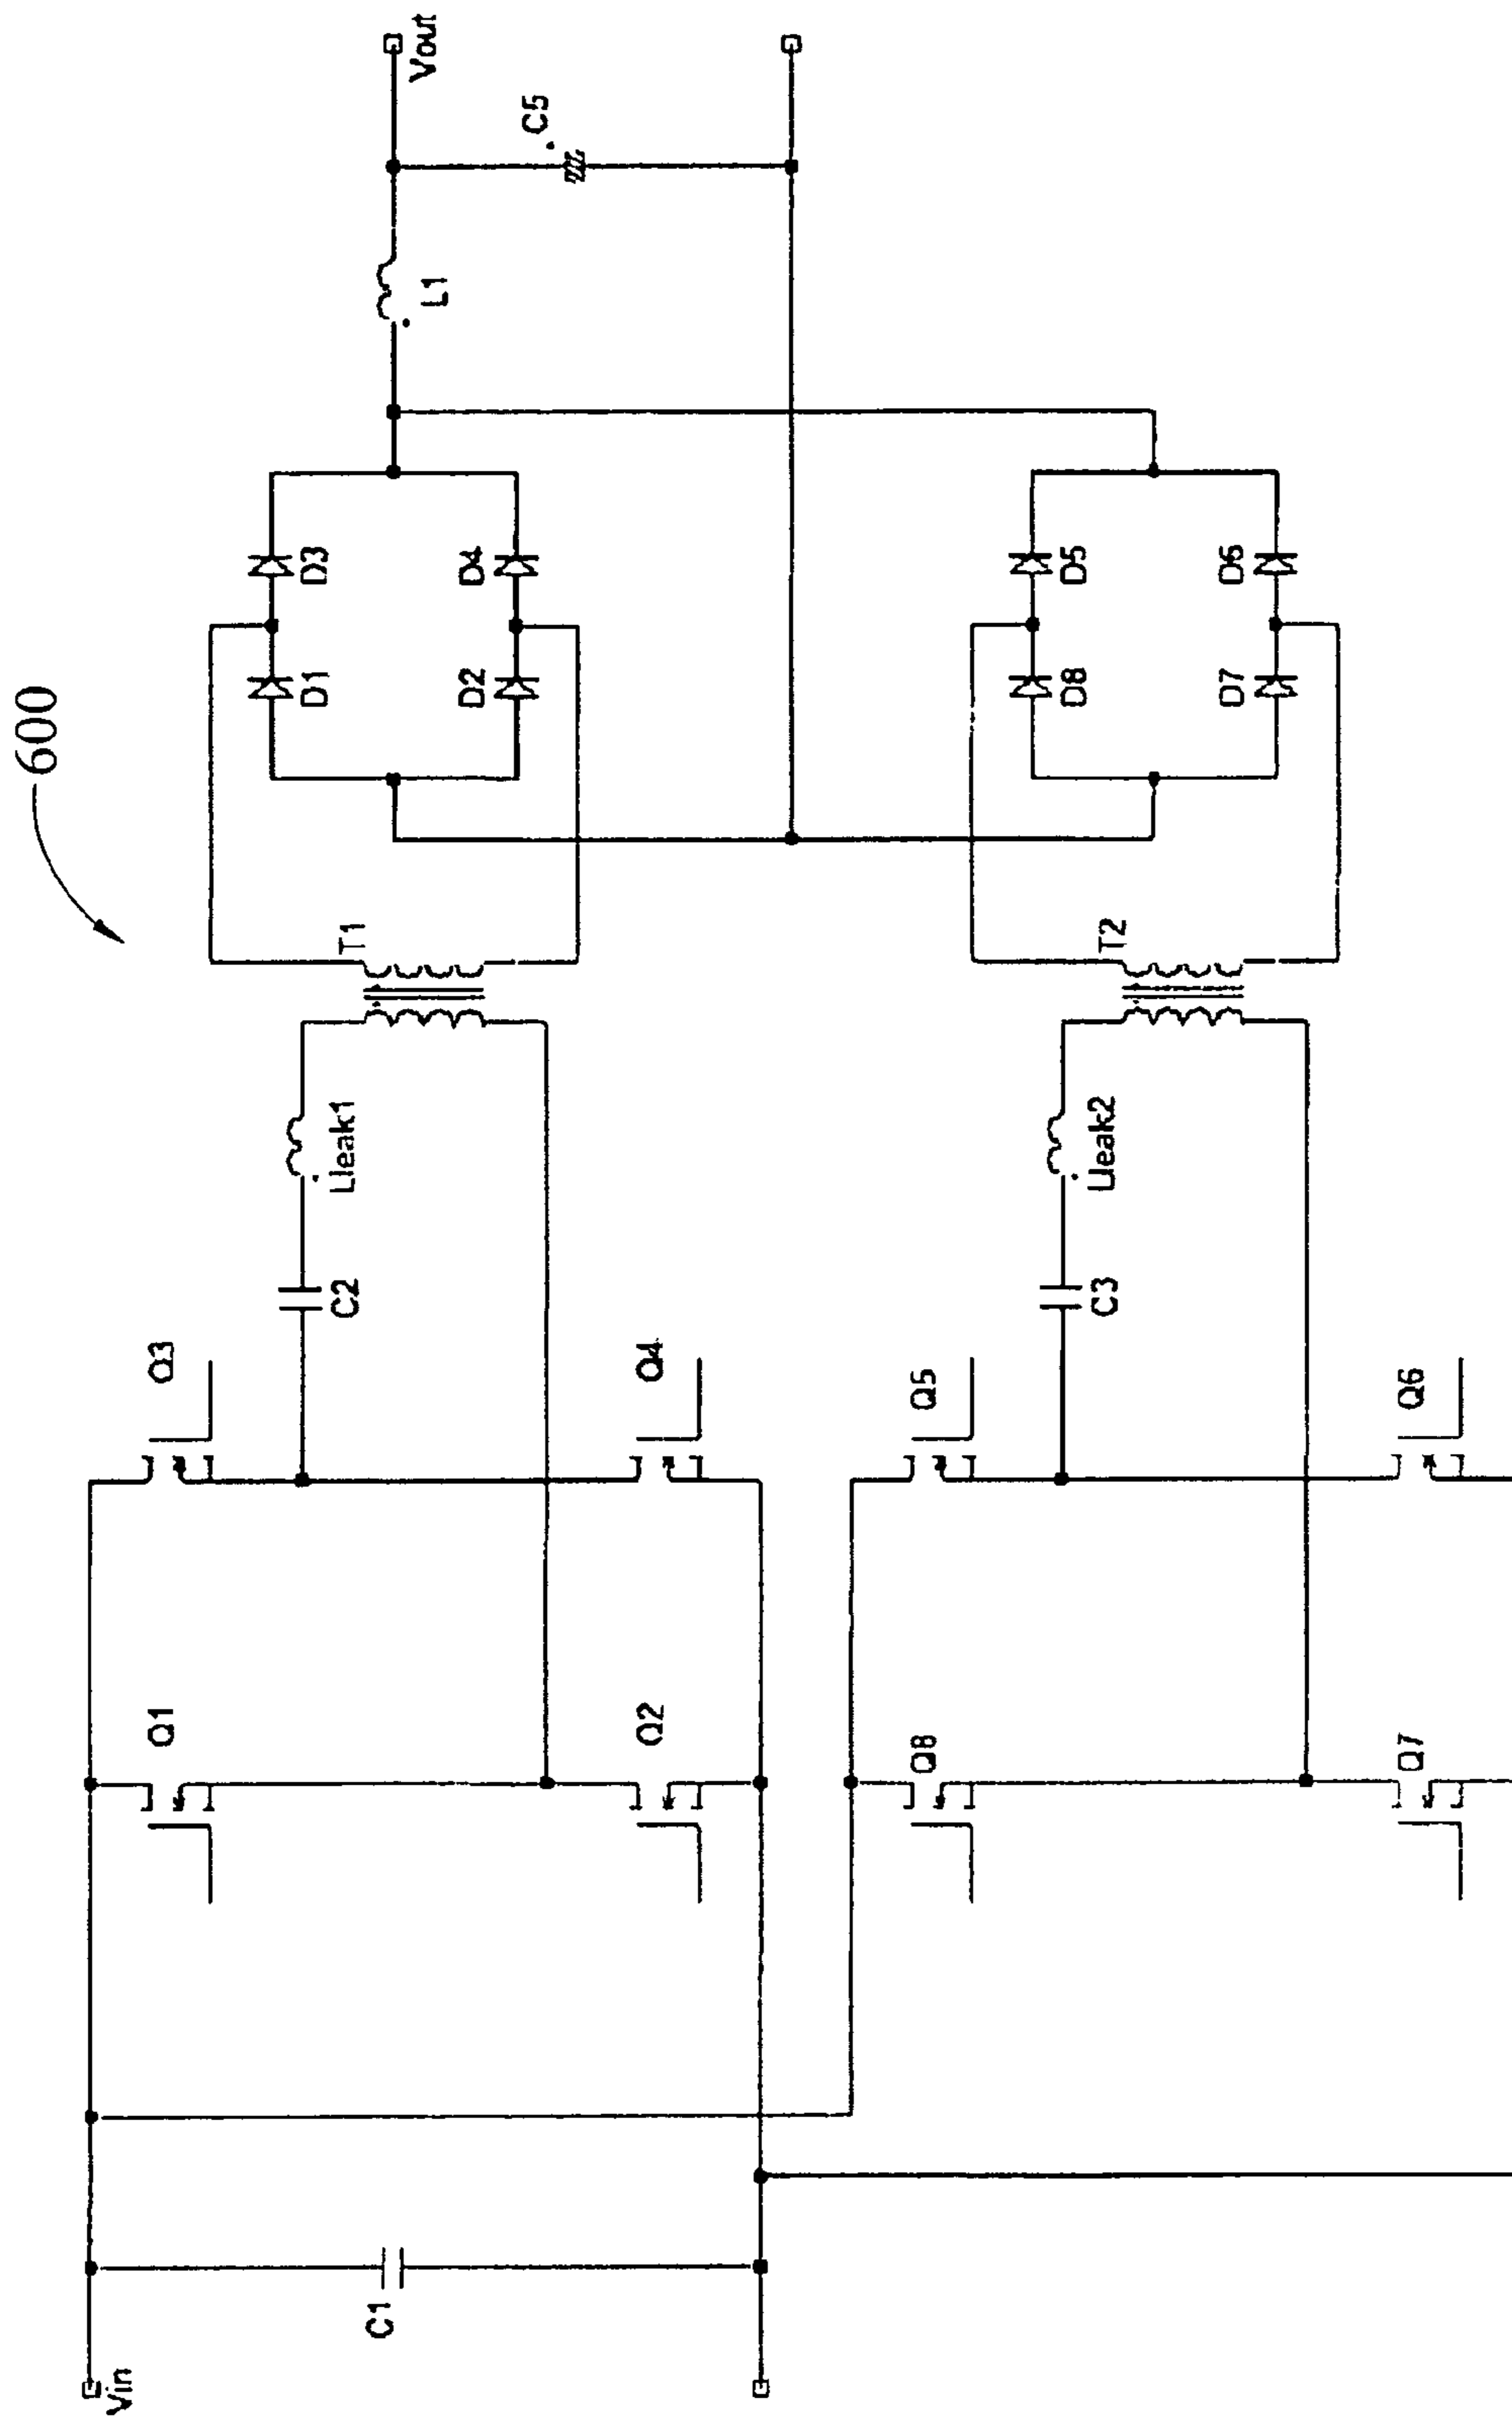 600
Vin
C1
Q1
Q2
Q3
Q4
C2
Lleak1
T1
D1
D3
D2
D4
L1
C5
Vout
Q8
Q7
Q5
Q6
C3
Lleak2
T2
D8
D5
D7
D6